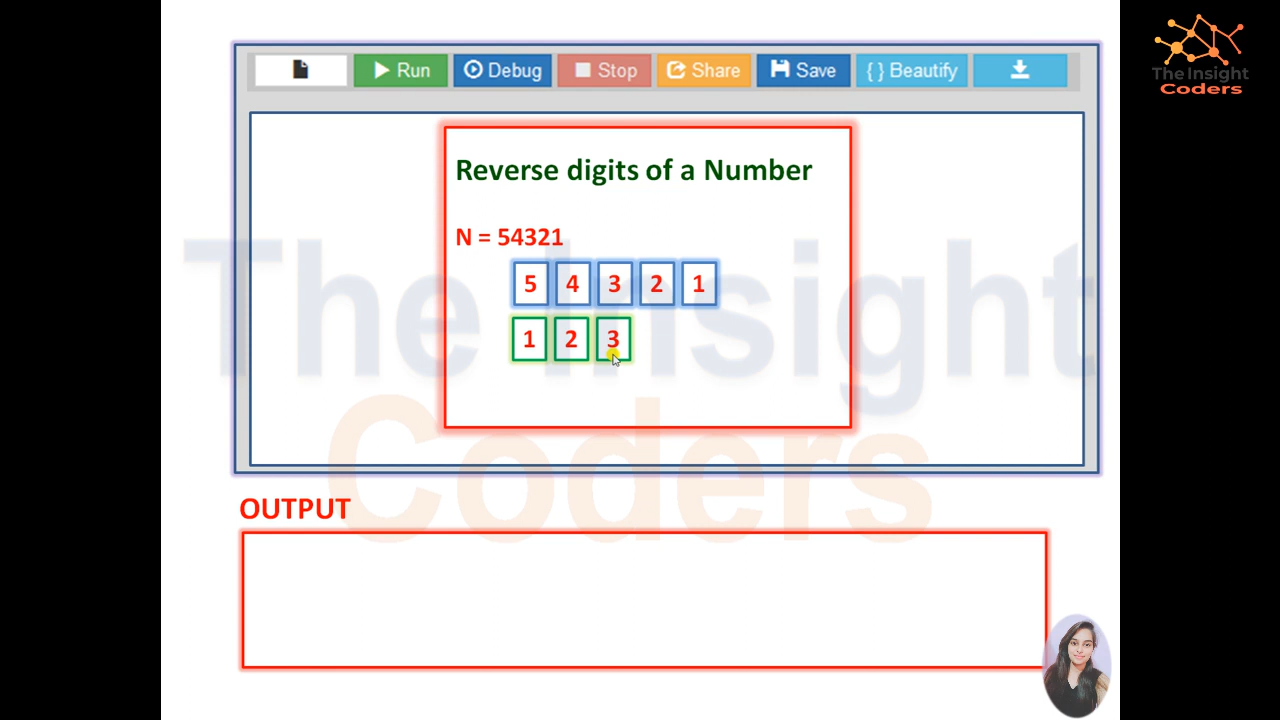 The Insight
Coders
Run Debug Stop Share Save { } Beautify
Reverse digits of a Number
N = 54321
5 4 3 2 1
1 2 3
The Insight
Coders
OUTPUT